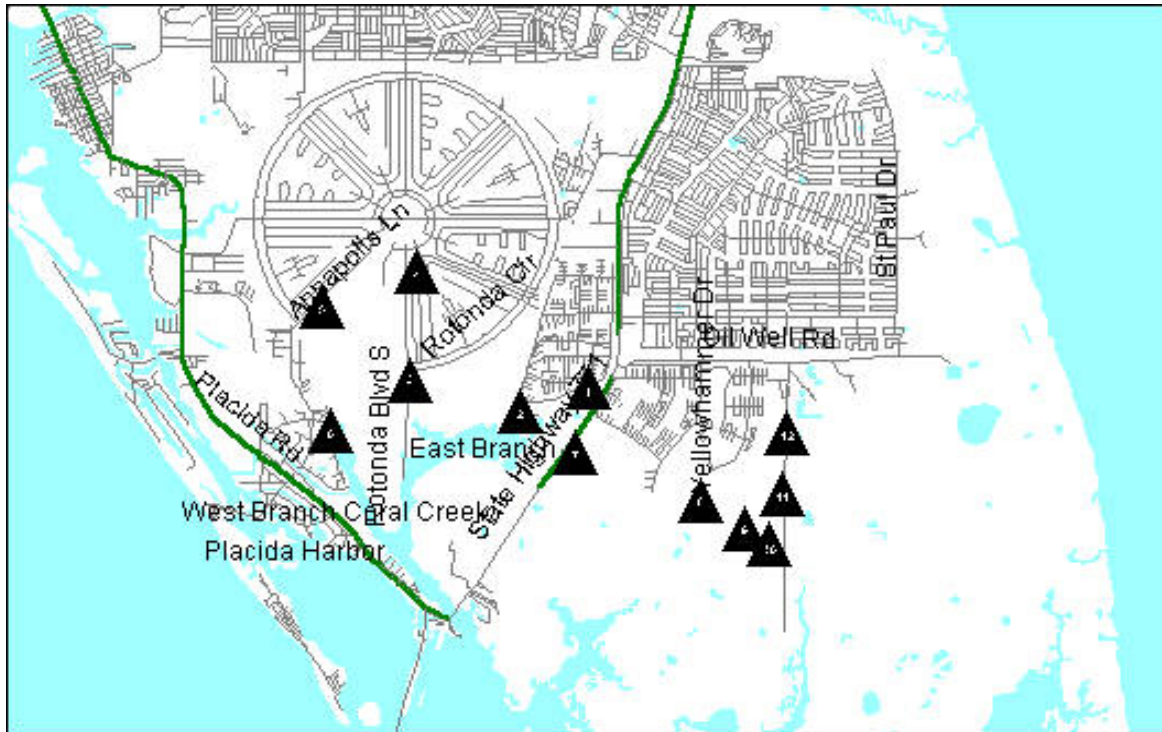 St Paul Dr
Annapolis Ln
Rotonda Cir
Yellowhammer Dr
Oil Well Rd
Placida Rd
Rotonda Blvd S
2
East Branch
12
State Highway
11
West Branch Coral Creek
Placida Harbor
10